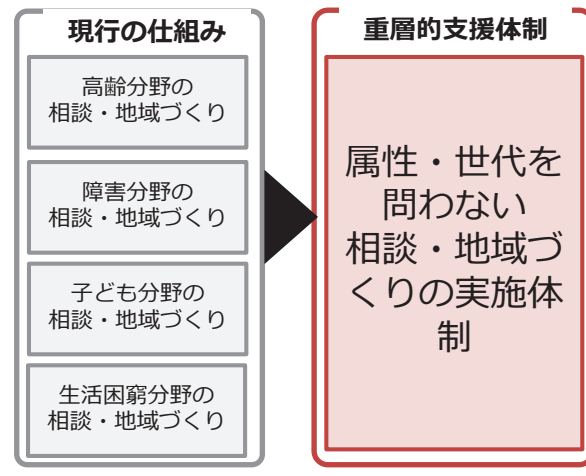 現行の仕組み
高齢分野の
相談・地域づくり
障害分野の
相談・地域づくり
子ども分野の
相談・地域づくり
生活困窮分野の
相談・地域づくり
重層的支援体制
属性・世代を
問わない
相談・地域づ
くりの実施体
制